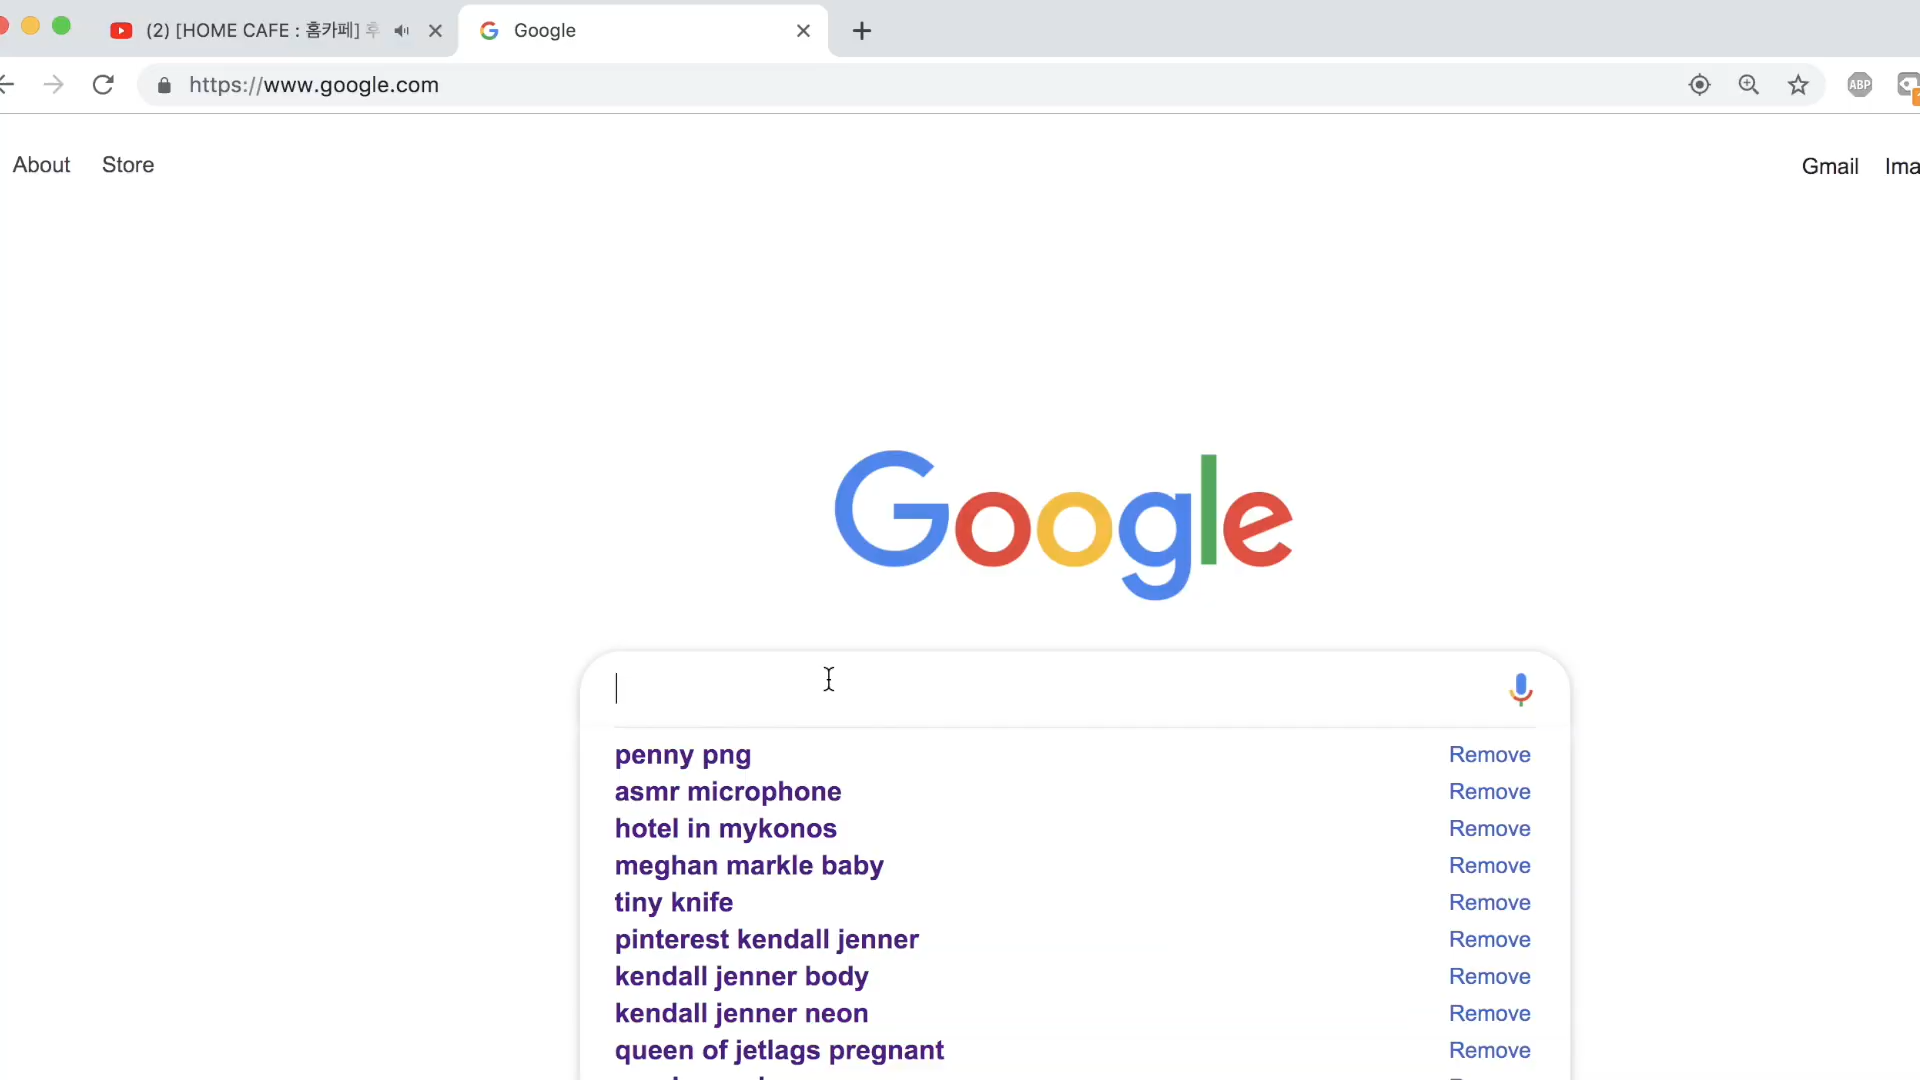 (2) [HOME CAFE : 홈카페]
Google
https://www.google.com
ABP
About
Store
Gmail
Google
penny png
Remove
asmr microphone
Remove
hotel in mykonos
Remove
meghan markle baby
Remove
tiny knife
Remove
pinterest kendall jenner
Remove
kendall jenner body
Remove
kendall jenner neon
Remove
queen of jetlags pregnant
Remove